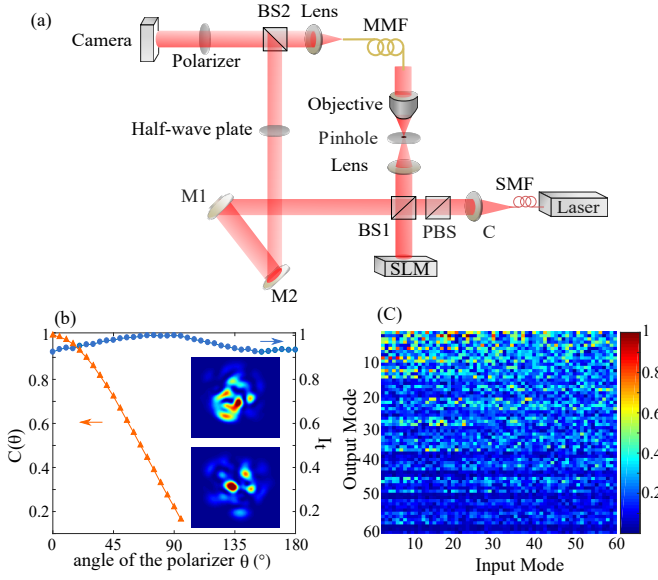 (a)
BS2
Lens
MMF
Camera
Polarizer
Objective
Half-wave plate
Pinhole
Lens
M1
SMF
Laser
BS1
PBS
C
SLM
M2
(b)
1
0.8
0.6
0.4
0.2
C(θ)
1
0.8
0.6
0.4
0.2
I_t
0
45
90
135
180
angle of the polarizer θ (°)
(C)
10
20
30
40
50
60
Output Mode
10
20
30
40
50
60
Input Mode
1
0.8
0.6
0.4
0.2